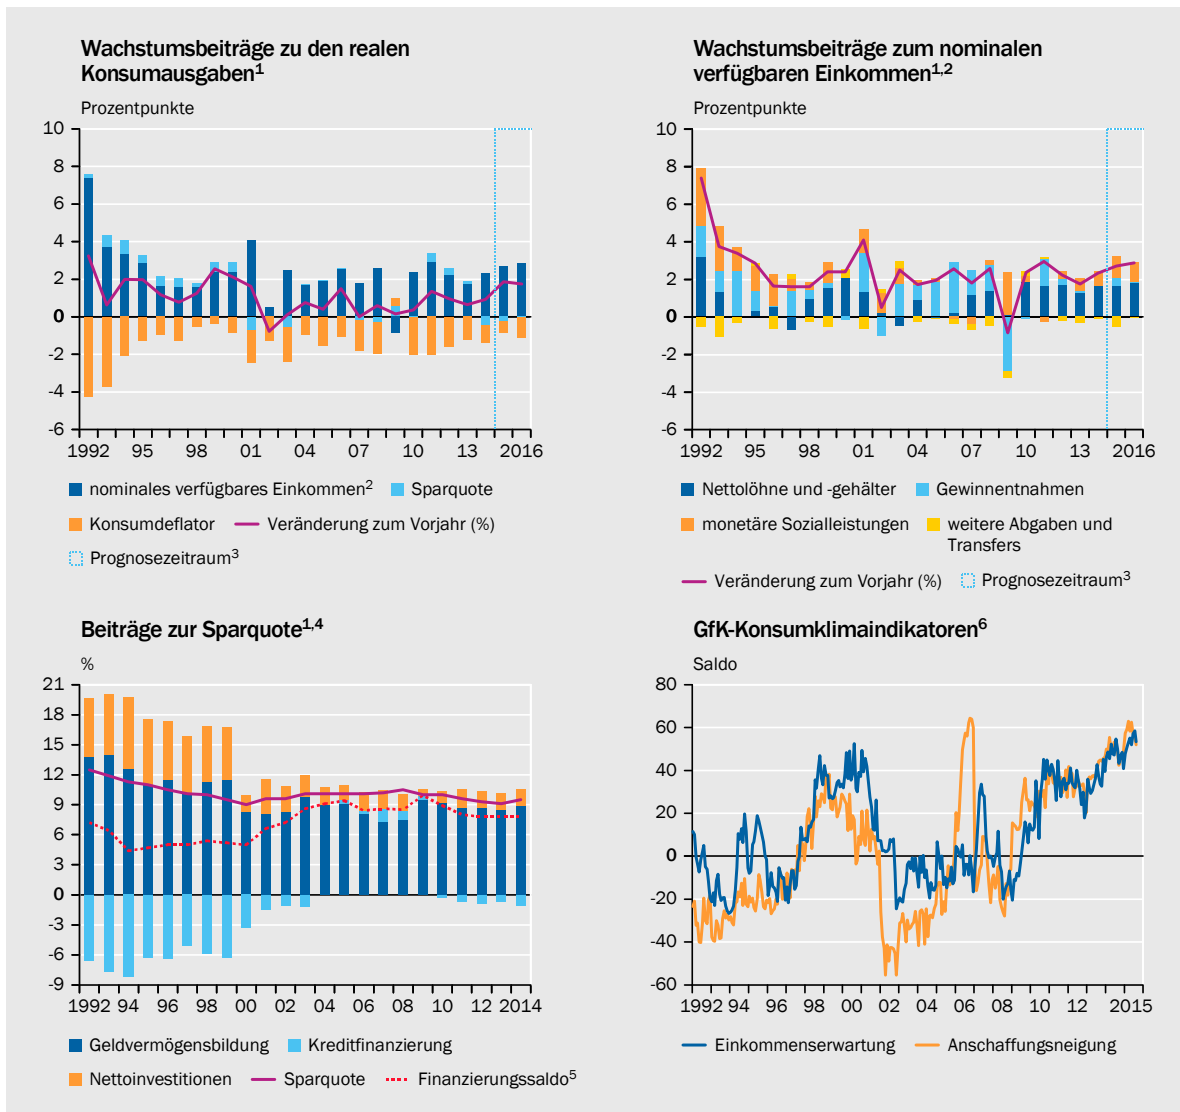 Wachstumsbeiträge zu den realen
Konsumausgaben1
Prozentpunkte
10
8
6
4
2
0
-2
-4
-6
1992 95 98 01 04 07 10 13 2016
nominales verfügbares Einkommen2 Sparquote
Konsumdeflator Veränderung zum Vorjahr (%)
Prognosezeitraum3
Wachstumsbeiträge zum nominalen
verfügbaren Einkommen1,2
Prozentpunkte
10
8
6
4
2
0
-2
-4
-6
1992 95 98 01 04 07 10 13 2016
Nettolöhne und -gehälter Gewinnentnahmen
monetäre Sozialleistungen weitere Abgaben und
Transfers
Veränderung zum Vorjahr (%) Prognosezeitraum3
Beiträge zur Sparquote1,4
%
21
18
15
12
9
6
3
0
-3
-6
-9
1992 94 96 98 00 02 04 06 08 10 12 2014
Geldvermögensbildung Kreditfinanzierung
Nettoinvestitionen Sparquote Finanzierungssaldo5
GfK-Konsumklimaindikatoren6
Saldo
80
60
40
20
0
-20
-40
-60
1992 94 96 98 00 02 04 06 08 10 12 2015
Einkommenserwartung Anschaffungsneigung